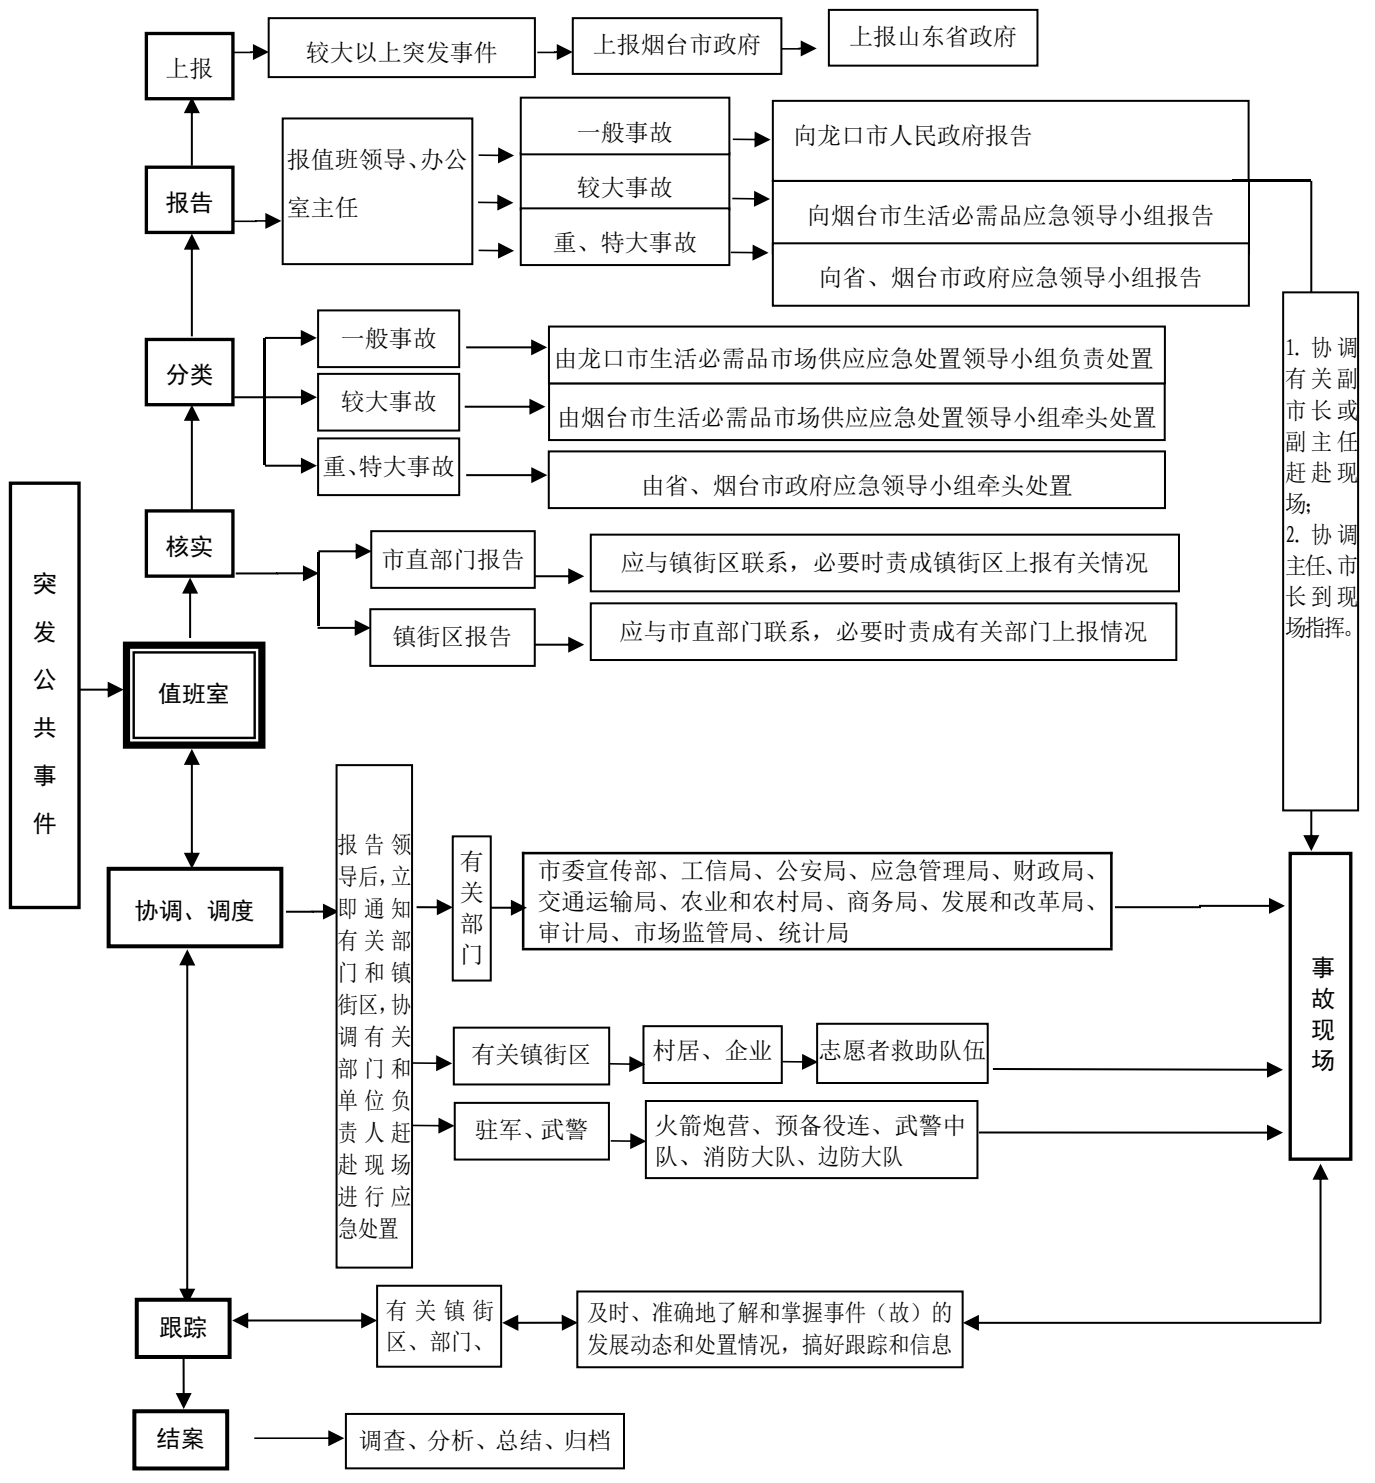 上报
较大以上突发事件
上报烟台市政府
上报山东省政府
报告
报值班领导、办公
室主任
一般事故
较大事故
重、特大事故
向龙口市人民政府报告
向烟台市生活必需品应急领导小组报告
向省、烟台市政府应急领导小组报告
分类
一般事故
较大事故
重、特大事故
由龙口市生活必需品市场供应应急处置领导小组负责处置
由烟台市生活必需品市场供应应急处置领导小组牵头处置
由省、烟台市政府应急领导小组牵头处置
1. 协调
有关副
市长或
副主任
赶赴现
场;
2. 协调
主任、市
长到现
场指挥。
核实
市直部门报告
应与镇街区联系，必要时责成镇街区上报有关情况
镇街区报告
应与市直部门联系，必要时责成有关部门上报情况
突
发
公
共
事
件
值班室
协调、调度
报告领
导后，立
即通知
有关部
门和镇
街区，协
调有关
部门和
单位负
责人赶
赴现场
进行应
急处置
有
关
部
门
市委宣传部、工信局、公安局、应急管理局、财政局、
交通运输局、农业和农村局、商务局、发展和改革局、
审计局、市场监管局、统计局
有关镇街区
村居、企业
志愿者救助队伍
驻军、武警
火箭炮营、预备役连、武警中
队、消防大队、边防大队
事
故
现
场
跟踪
有关镇街
区、部门、
及时、准确地了解和掌握事件（故）的
发展动态和处置情况，搞好跟踪和信息
结案
调查、分析、总结、归档